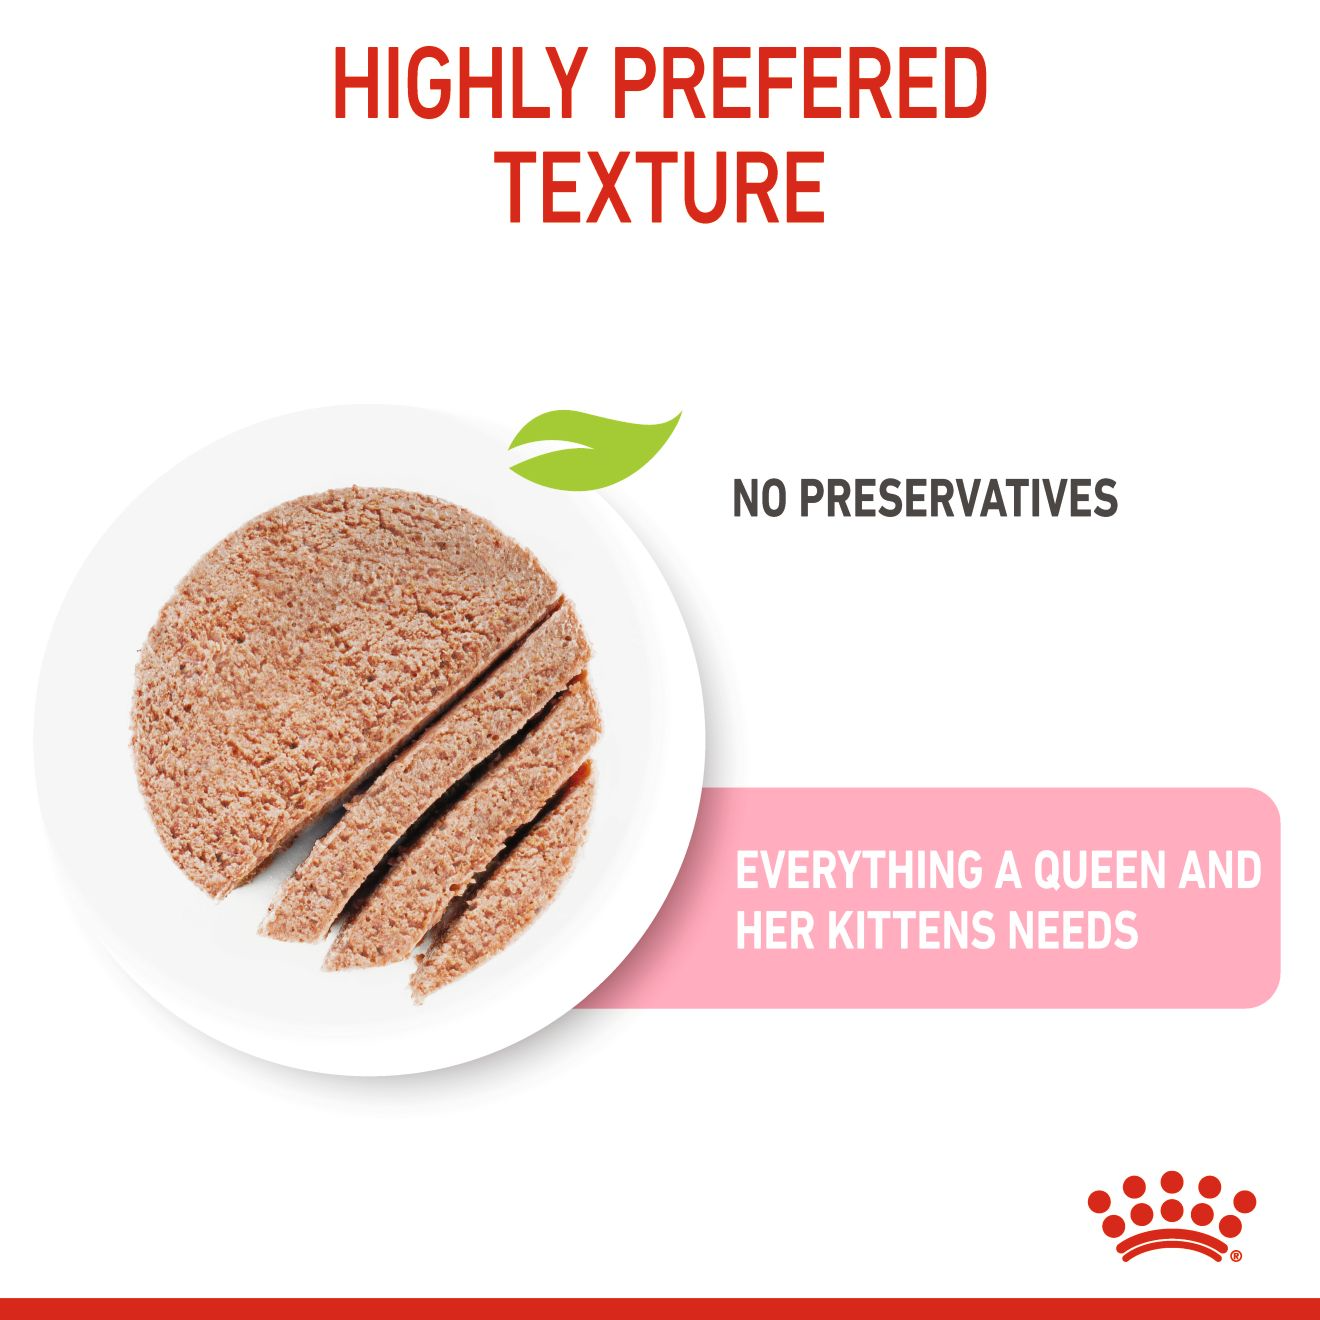 HIGHLY PREFERED
TEXTURE
NO PRESERVATIVES
EVERYTHING A QUEEN AND
HER KITTENS NEEDS
®